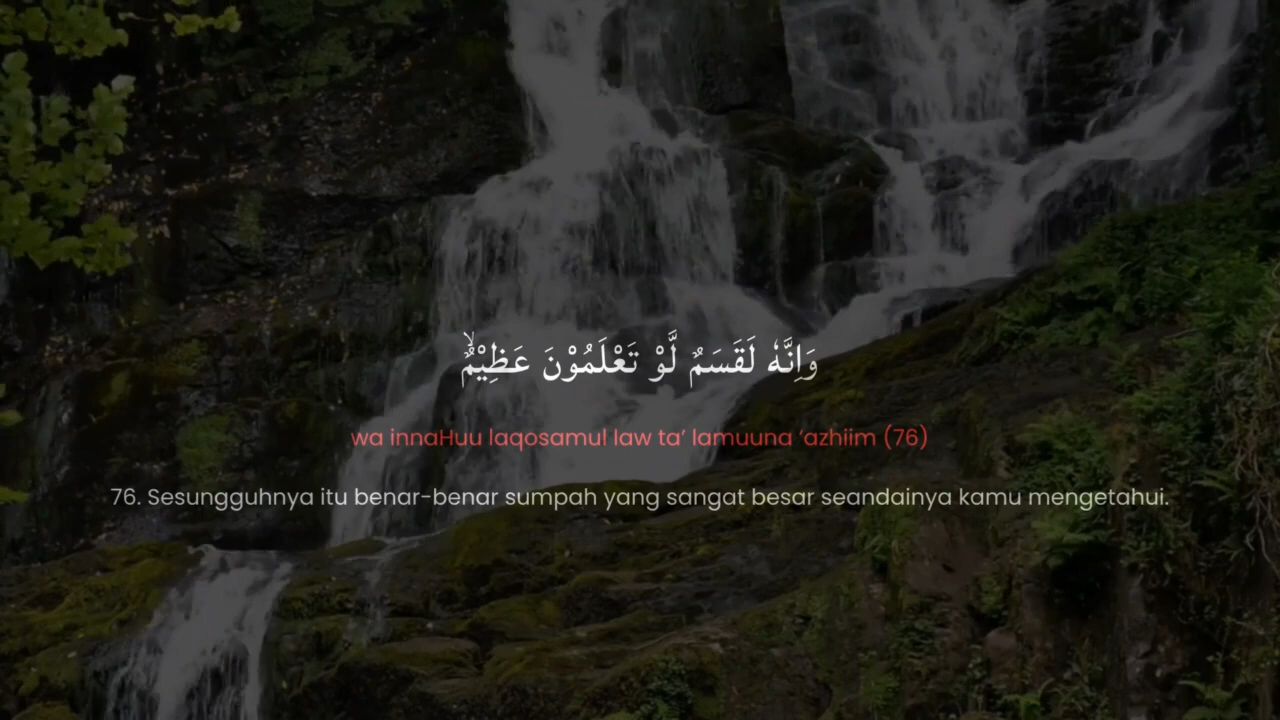 وَاِنَّهٗ لَقَسَمٌ لَّوْ تَعْلَمُوْنَ عَظِيْمٌۙ
wa innaHuu laqosamul law ta’ lamuuna ‘azhiim (76)
76. Sesungguhnya itu benar-benar sumpah yang sangat besar seandainya kamu mengetahui.